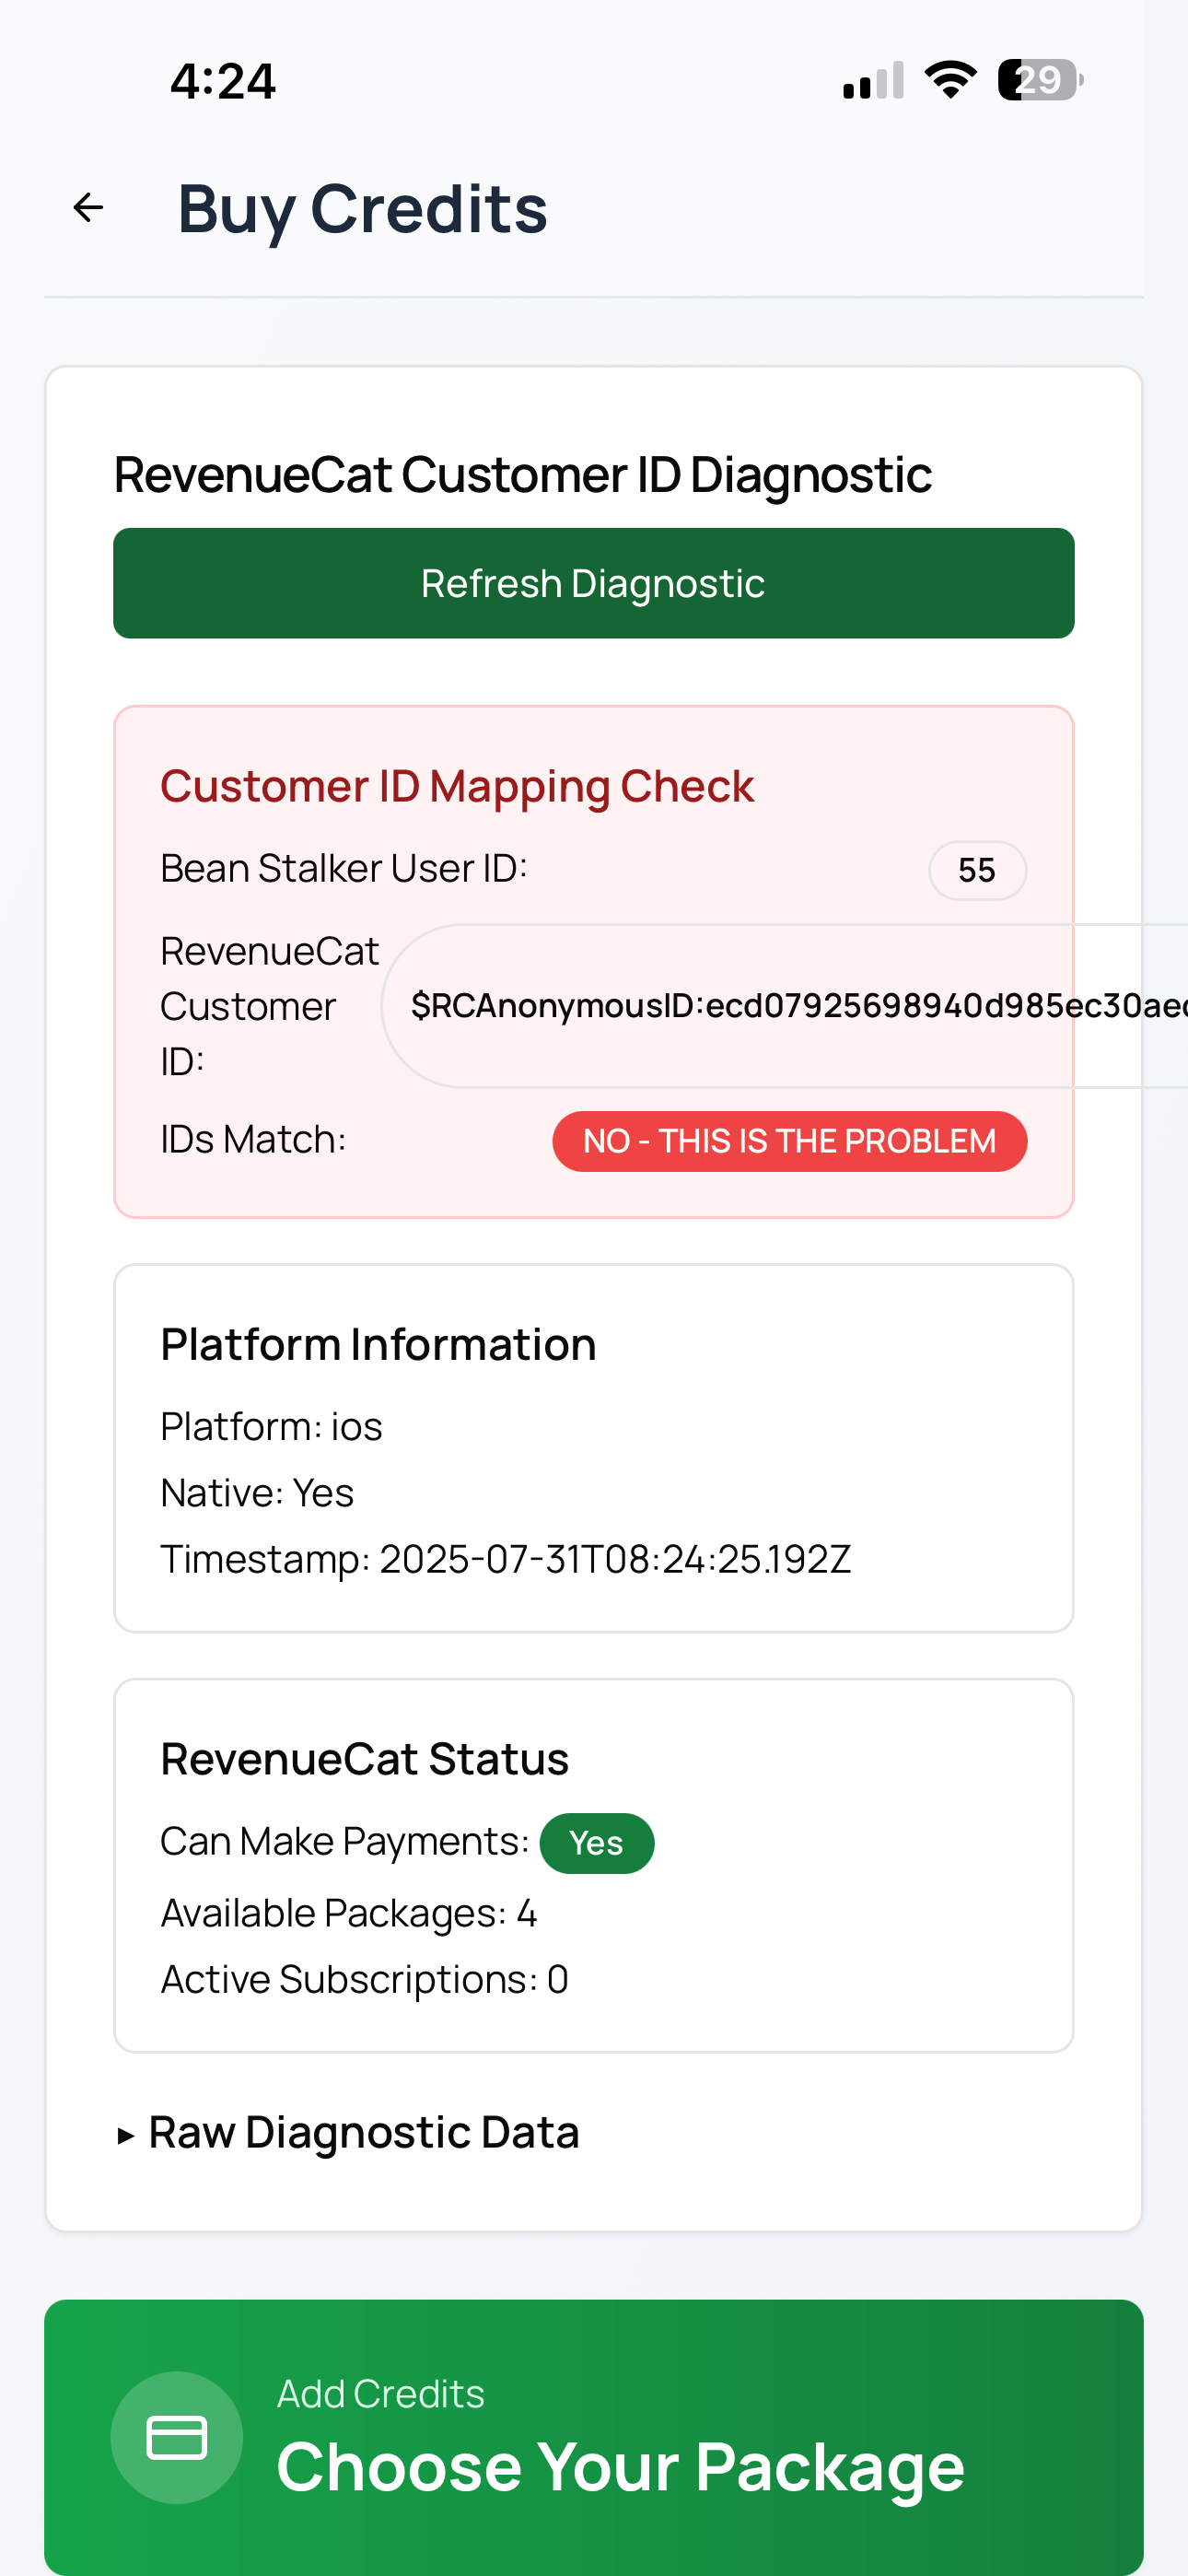 4:24
29
Buy Credits
RevenueCat Customer ID Diagnostic
Refresh Diagnostic
Customer ID Mapping Check
Bean Stalker User ID: 55
RevenueCat
Customer
ID:
$RCAnonymousID:ecd07925698940d985ec30aec
IDs Match: NO - THIS IS THE PROBLEM
Platform Information
Platform: ios
Native: Yes
Timestamp: 2025-07-31T08:24:25.192Z
RevenueCat Status
Can Make Payments: Yes
Available Packages: 4
Active Subscriptions: 0
▸ Raw Diagnostic Data
Add Credits
Choose Your Package